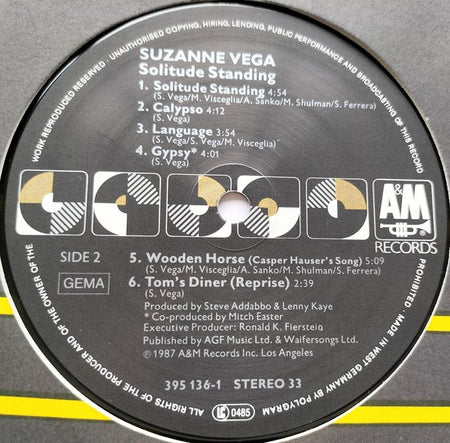 WORK REPRODUCED RESERVED · UNAUTHORISED COPYING, HIRING, LENDING, PUBLIC PERFORMANCE AND BROADCASTING OF THIS RECORD PROHIBITED · MADE IN WEST GERMANY BY POLYGRAM
ALL RIGHTS OF THE PRODUCER AND OF THE OWNER OF THE
SUZANNE VEGA
Solitude Standing
1. Solitude Standing 4:54
(S. Vega/M. Visceglia/A. Sanko/M. Shulman/S. Ferrera)
2. Calypso 4:12
(S. Vega)
3. Language 3:54
(S. Vega/S. Vega/M. Visceglia)
4. Gypsy* 4:01
(S. Vega)
A&M
RECORDS
SIDE 2
GEMA
5. Wooden Horse (Casper Hauser's Song) 5:09
(S. Vega/M. Visceglia/A. Sanko/M. Shulman/S. Ferrera)
6. Tom's Diner (Reprise) 2:39
(S. Vega)
Produced by Steve Addabbo & Lenny Kaye
* Co-produced by Mitch Easter
Executive Producer: Ronald K. Fierstein
Published by AGF Music Ltd. & Waifersongs Ltd.
℗ 1987 A&M Records Inc. Los Angeles
395 136-1 STEREO 33
LC 0485